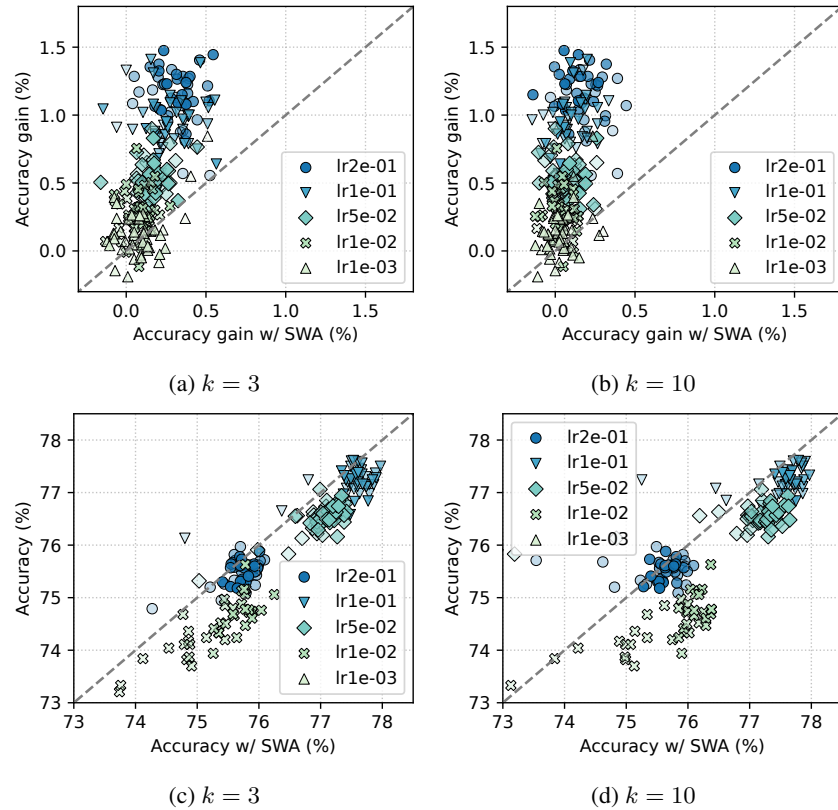 1.5
1.0
0.5
0.0
Accuracy gain (%)
lr2e-01
lr1e-01
lr5e-02
lr1e-02
lr1e-03
0.0 0.5 1.0 1.5
Accuracy gain w/ SWA (%)
(a) k = 3
1.5
1.0
0.5
0.0
Accuracy gain (%)
lr2e-01
lr1e-01
lr5e-02
lr1e-02
lr1e-03
0.0 0.5 1.0 1.5
Accuracy gain w/ SWA (%)
(b) k = 10
78
77
76
75
74
73
Accuracy (%)
lr2e-01
lr1e-01
lr5e-02
lr1e-02
lr1e-03
73 74 75 76 77 78
Accuracy w/ SWA (%)
(c) k = 3
78
77
76
75
74
73
Accuracy (%)
lr2e-01
lr1e-01
lr5e-02
lr1e-02
lr1e-03
73 74 75 76 77 78
Accuracy w/ SWA (%)
(d) k = 10